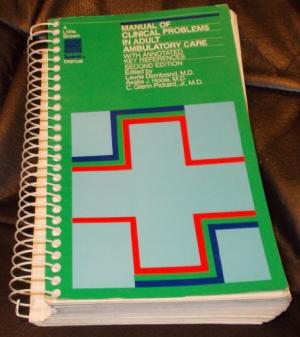 A
Little,
Brown
Manual
MANUAL OF
CLINICAL PROBLEMS
IN ADULT
AMBULATORY CARE
WITH ANNOTATED
KEY REFERENCES
SECOND EDITION
Edited by
Laurie Dornbrand, M.D.
Axalla J. Hoole, M.D.
C. Glenn Pickard, Jr., M.D.